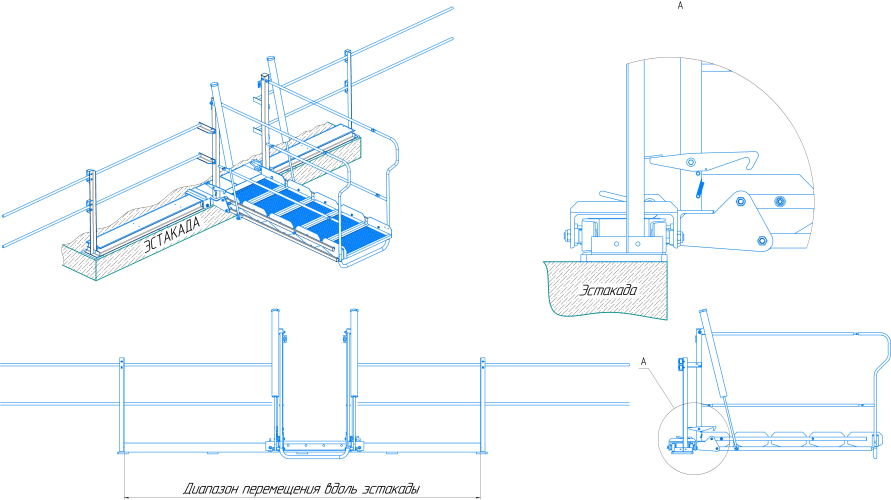 А
ЭСТАКАДА
Эстакада
А
Диапазон перемещения вдоль эстакады